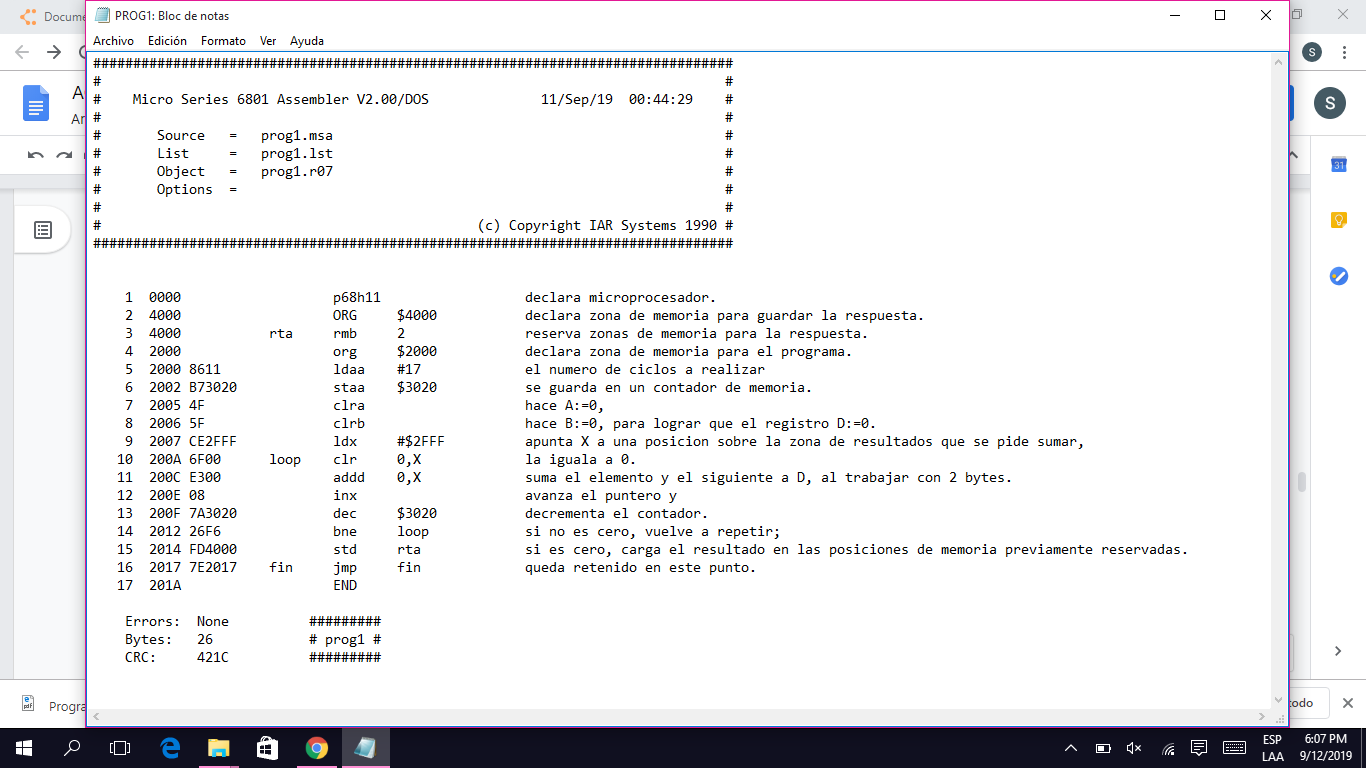 Docume
PROG1: Bloc de notas
Archivo Edición Formato Ver Ayuda
S
A
Ar
S
31
################################################################################
# #
# Micro Series 6801 Assembler V2.00/DOS 11/Sep/19 00:44:29 #
# #
# Source = prog1.msa #
# List = prog1.lst #
# Object = prog1.r07 #
# Options = #
# #
# (c) Copyright IAR Systems 1990 #
################################################################################
1 0000 p68h11 declara microprocesador.
2 4000 ORG $4000 declara zona de memoria para guardar la respuesta.
3 4000 rta rmb 2 reserva zonas de memoria para la respuesta.
4 2000 org $2000 declara zona de memoria para el programa.
5 2000 8611 ldaa #17 el numero de ciclos a realizar
6 2002 B73020 staa $3020 se guarda en un contador de memoria.
7 2005 4F clra hace A:=0,
8 2006 5F clrb hace B:=0, para lograr que el registro D:=0.
9 2007 CE2FFF ldx #$2FFF apunta X a una posicion sobre la zona de resultados que se pide sumar,
10 200A 6F00 loop clr 0,X la iguala a 0.
11 200C E300 addd 0,X suma el elemento y el siguiente a D, al trabajar con 2 bytes.
12 200E 08 inx avanza el puntero y
13 200F 7A3020 dec $3020 decrementa el contador.
14 2012 26F6 bne loop si no es cero, vuelve a repetir;
15 2014 FD4000 std rta si es cero, carga el resultado en las posiciones de memoria previamente reservadas.
16 2017 7E2017 fin jmp fin queda retenido en este punto.
17 201A END
Errors: None #########
Bytes: 26 # prog1 #
CRC: 421C #########
Progra
todo
ESP
LAA
6:07 PM
9/12/2019